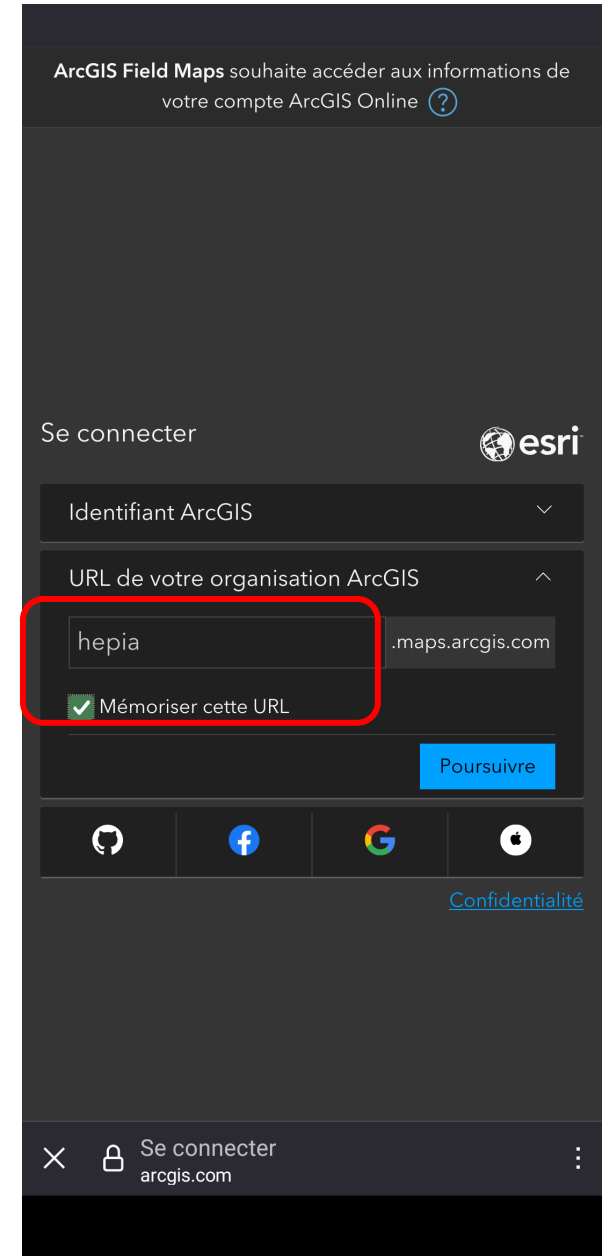 ArcGIS Field Maps souhaite accéder aux informations de
votre compte ArcGIS Online ?
Se connecter
esri
Identifiant ArcGIS
URL de votre organisation ArcGIS
hepia .maps.arcgis.com
Mémoriser cette URL
Poursuivre
Confidentialité
Se connecter
arcgis.com